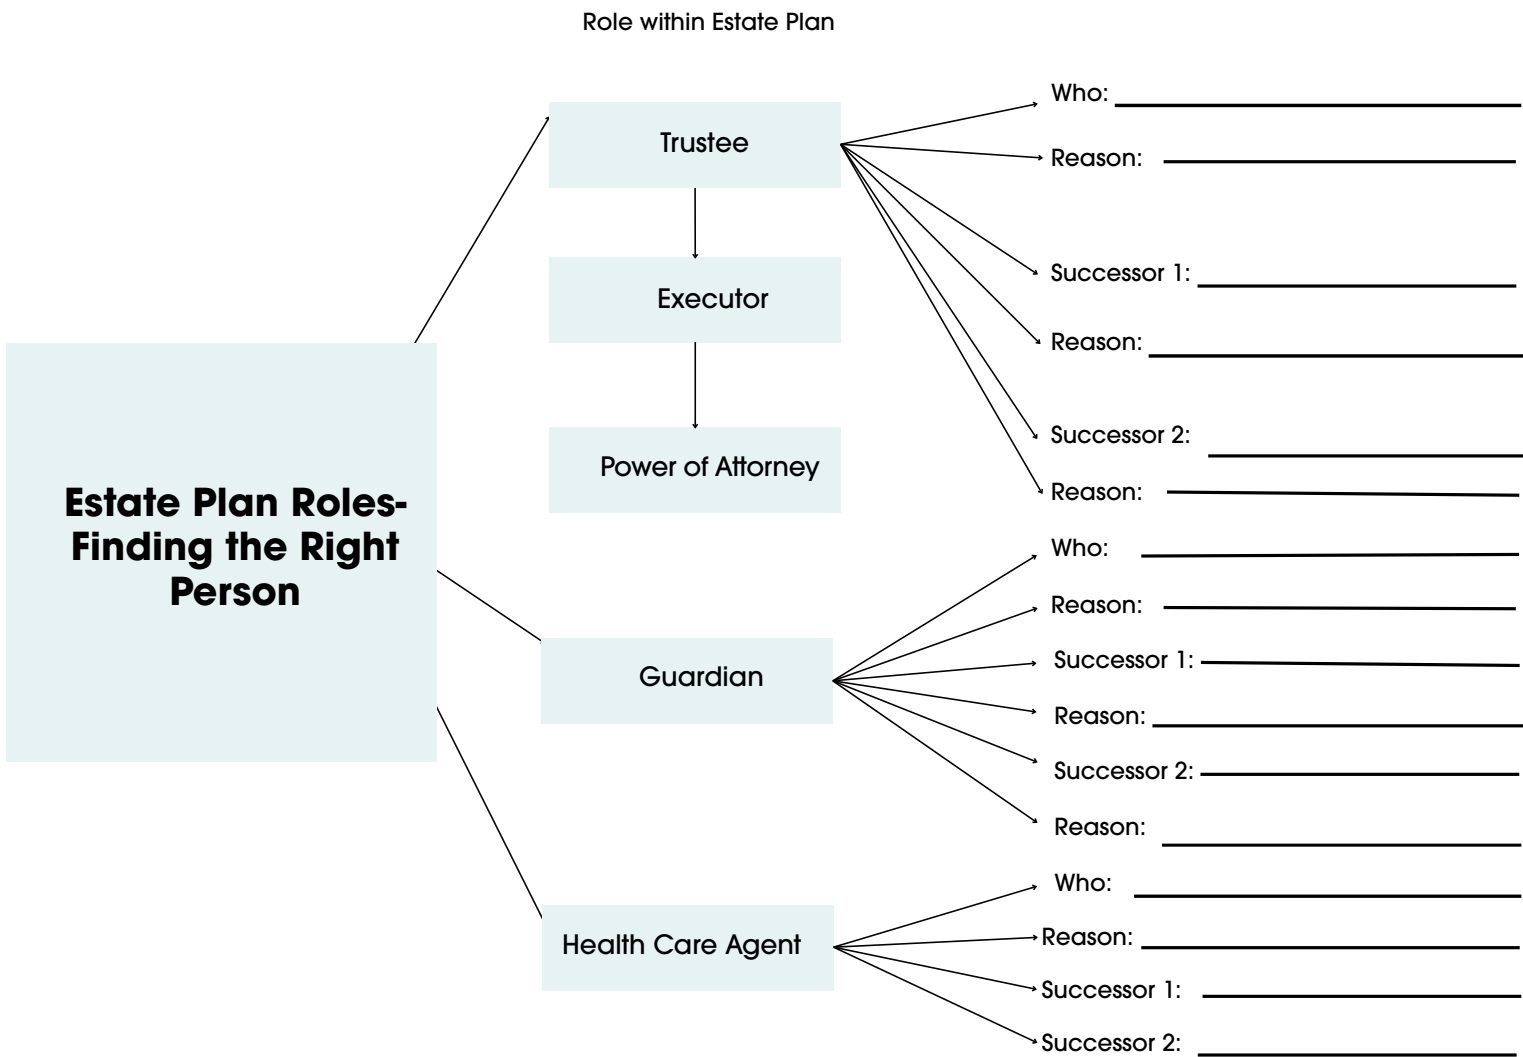 Role within Estate Plan
Estate Plan Roles-
Finding the Right
Person
Trustee
Executor
Power of Attorney
Who:
Reason:
Successor 1:
Reason:
Successor 2:
Reason:
Guardian
Who:
Reason:
Successor 1:
Reason:
Successor 2:
Reason:
Health Care Agent
Who:
Reason:
Successor 1:
Successor 2: